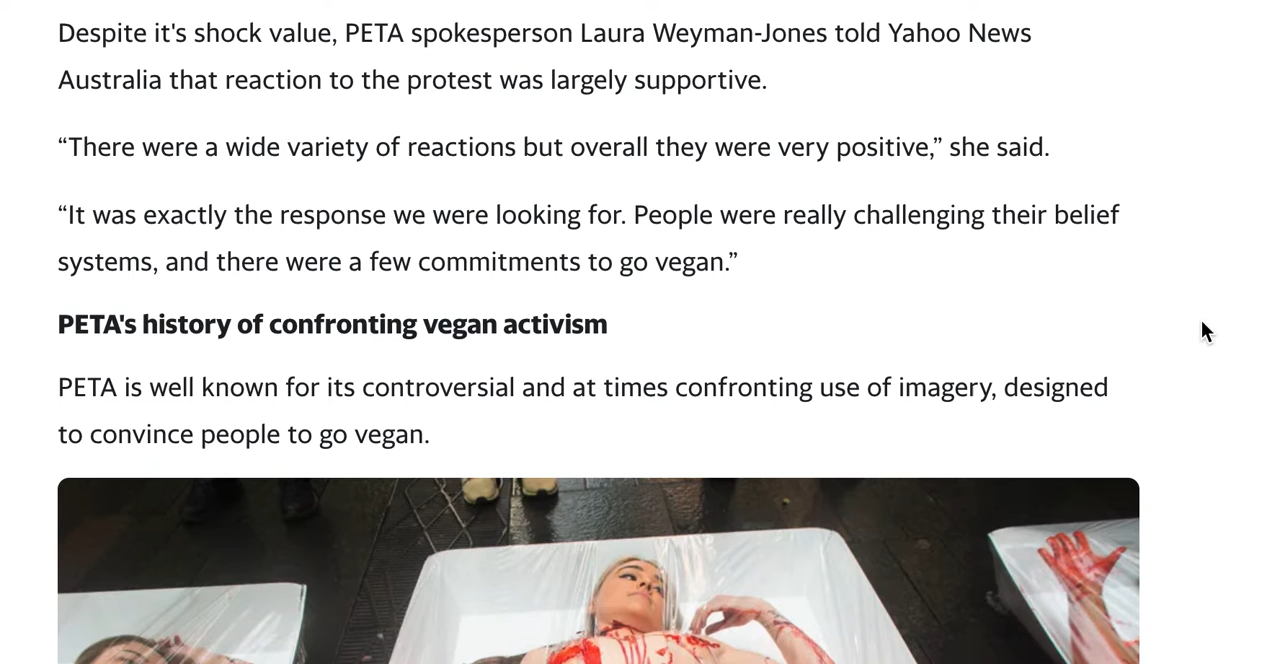 Despite it's shock value, PETA spokesperson Laura Weyman-Jones told Yahoo News
Australia that reaction to the protest was largely supportive.
“There were a wide variety of reactions but overall they were very positive,” she said.
“It was exactly the response we were looking for. People were really challenging their belief
systems, and there were a few commitments to go vegan.”
PETA's history of confronting vegan activism
PETA is well known for its controversial and at times confronting use of imagery, designed
to convince people to go vegan.